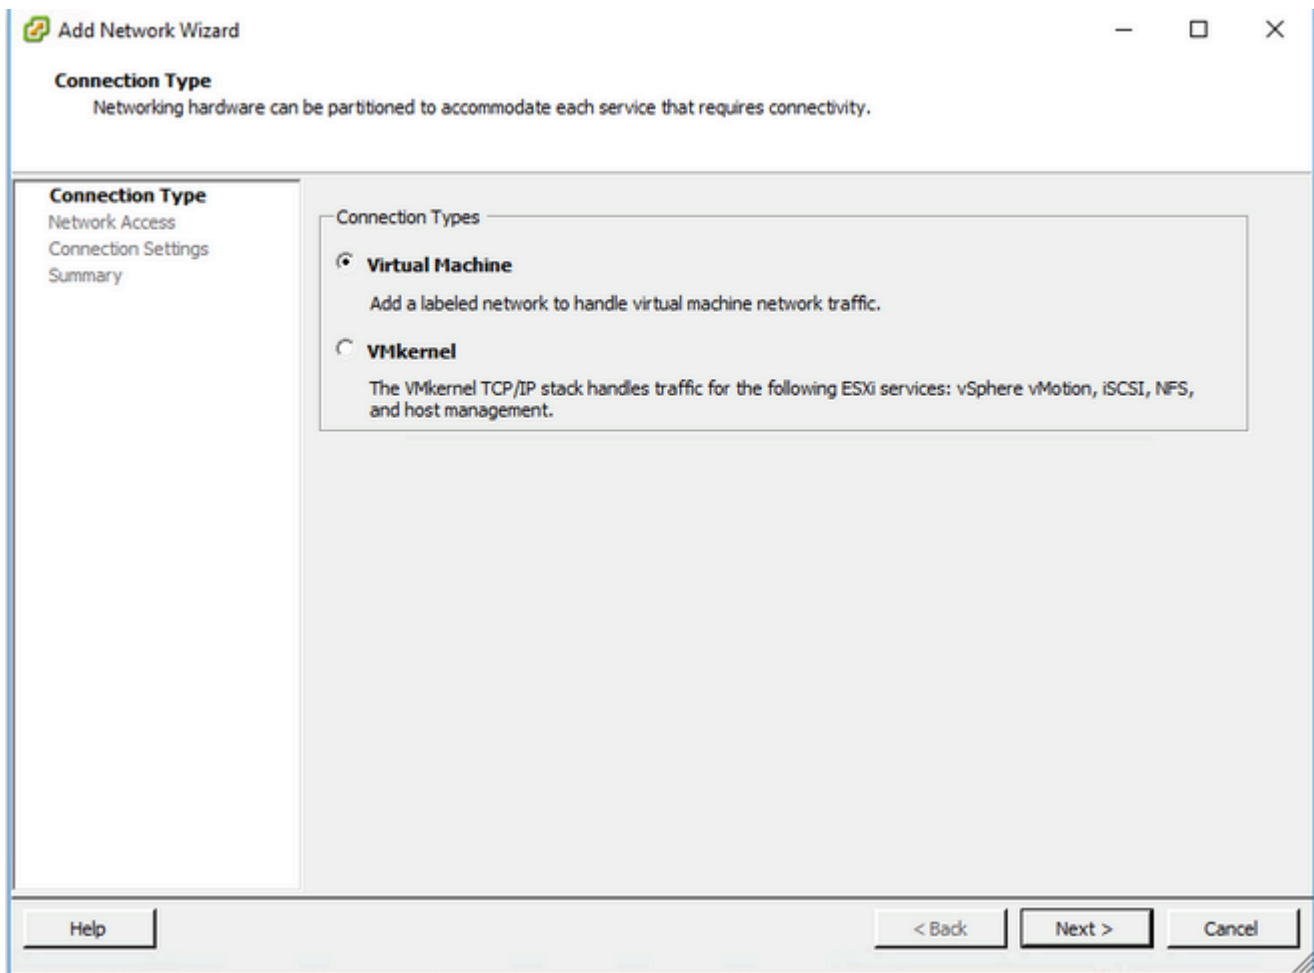 Add Network Wizard
Connection Type
Networking hardware can be partitioned to accommodate each service that requires connectivity.
Connection Type
Network Access
Connection Settings
Summary
Connection Types
Virtual Machine
Add a labeled network to handle virtual machine network traffic.
VMkernel
The VMkernel TCP/IP stack handles traffic for the following ESXi services: vSphere vMotion, iSCSI, NFS,
and host management.
Help
< Back
Next >
Cancel